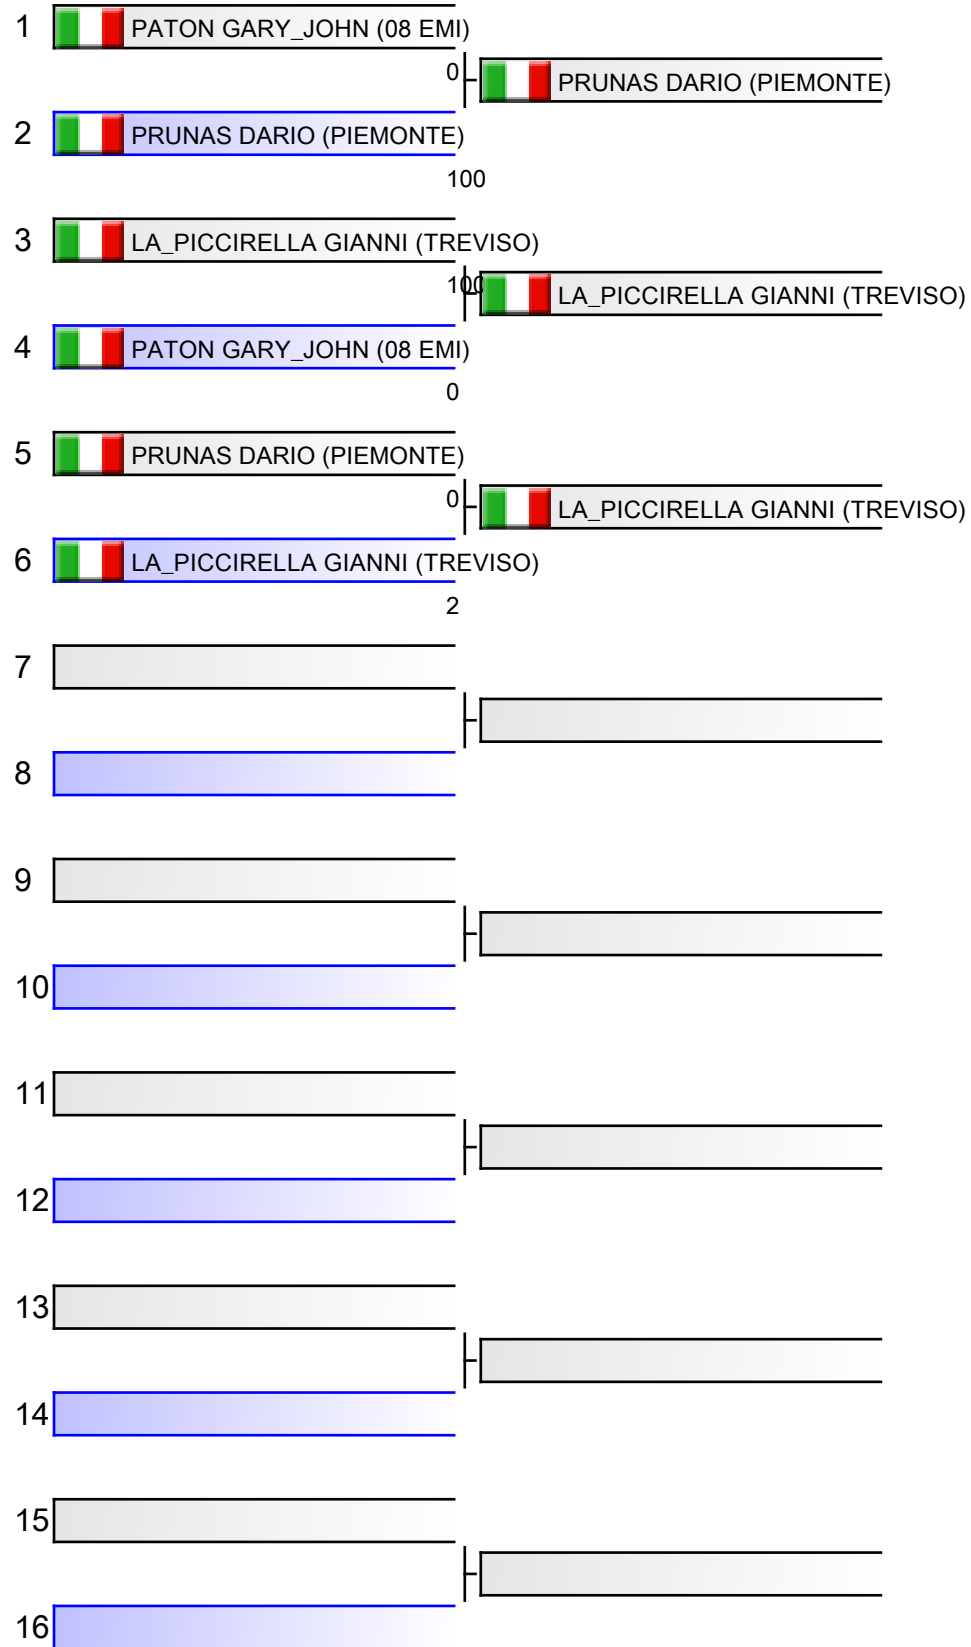 1 PATON GARY_JOHN (08 EMI)
0 PRUNAS DARIO (PIEMONTE)
2 PRUNAS DARIO (PIEMONTE)
100
3 LA_PICCIRELLA GIANNI (TREVISO)
100 LA_PICCIRELLA GIANNI (TREVISO)
4 PATON GARY_JOHN (08 EMI)
0
5 PRUNAS DARIO (PIEMONTE)
0 LA_PICCIRELLA GIANNI (TREVISO)
6 LA_PICCIRELLA GIANNI (TREVISO)
2
7
8
9
10
11
12
13
14
15
16